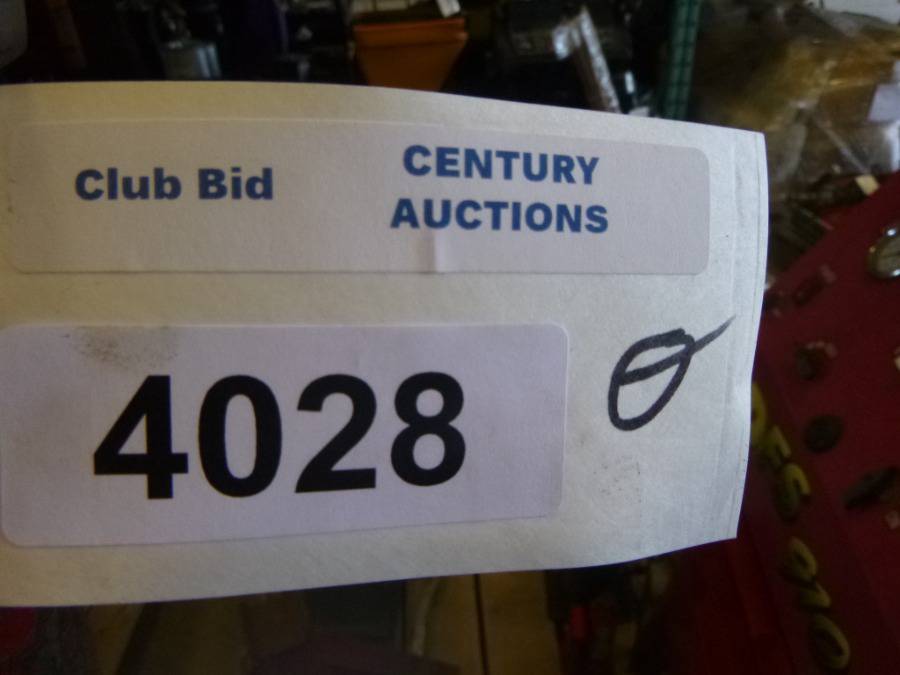 Club Bid
CENTURY
AUCTIONS
4028